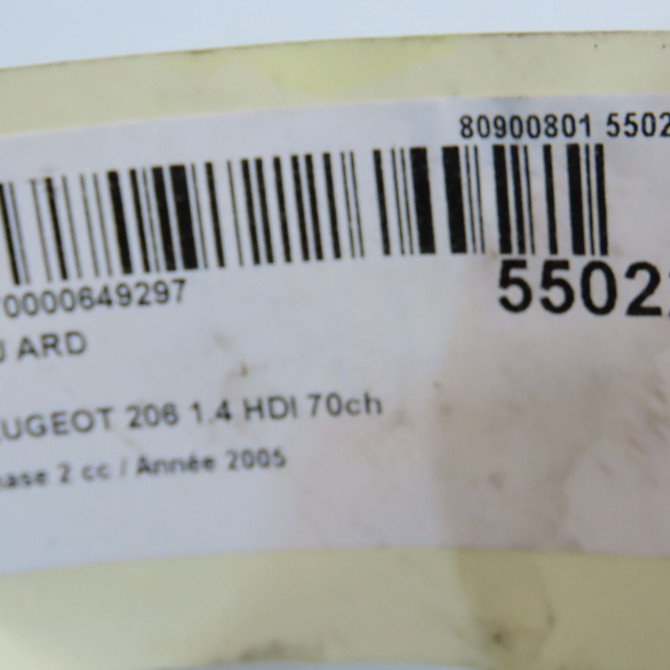 80900801 5502
0000649297
5502
ARD
UGEOT 206 1.4 HDI 70ch
ase 2 cc / Année 2005